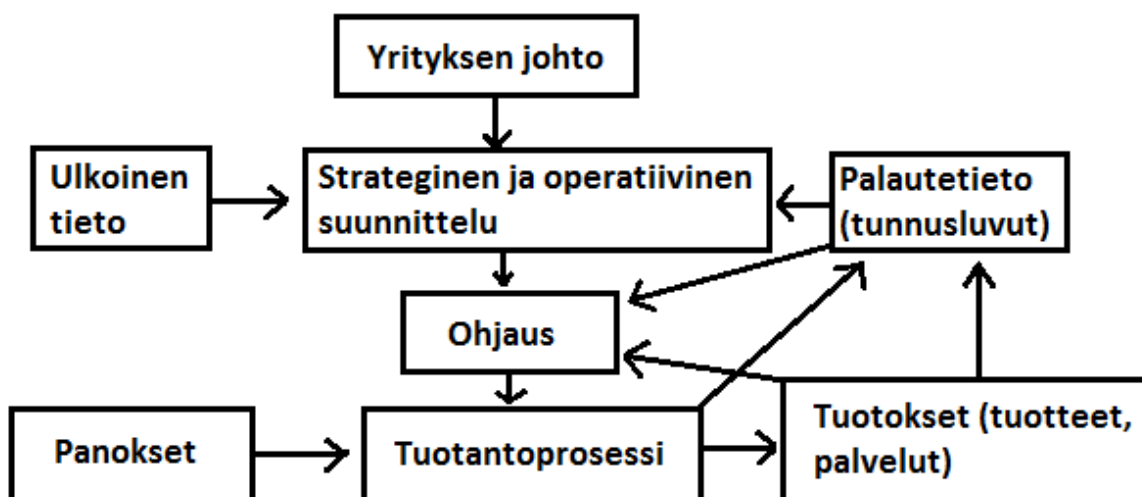 Yrityksen johto
Ulkoinen
tieto
Strateginen ja operatiivinen
suunnittelu
Palautetieto
(tunnusluvut)
Ohjaus
Panokset
Tuotantoprosessi
Tuotokset (tuotteet,
palvelut)